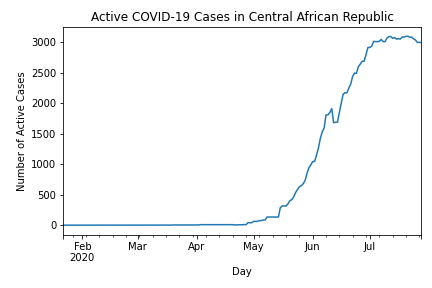 Active COVID-19 Cases in Central African Republic
Number of Active Cases
3000
2500
2000
1500
1000
500
0
Feb Mar Apr May Jun Jul
2020
Day